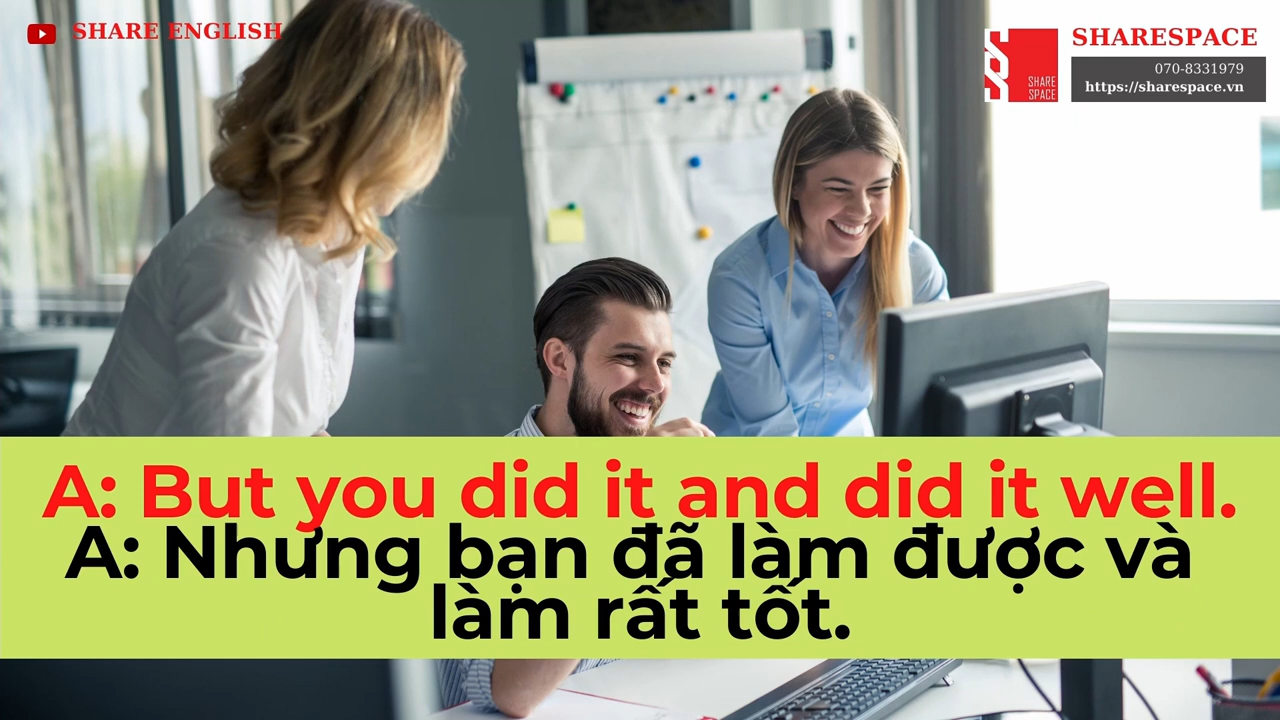 SHARE ENGLISH
SHARESPACE
070-8331979
https://sharespace.vn
SHARE
SPACE
A: But you did it and did it well.
A: Nhưng bạn đã làm được và
làm rất tốt.